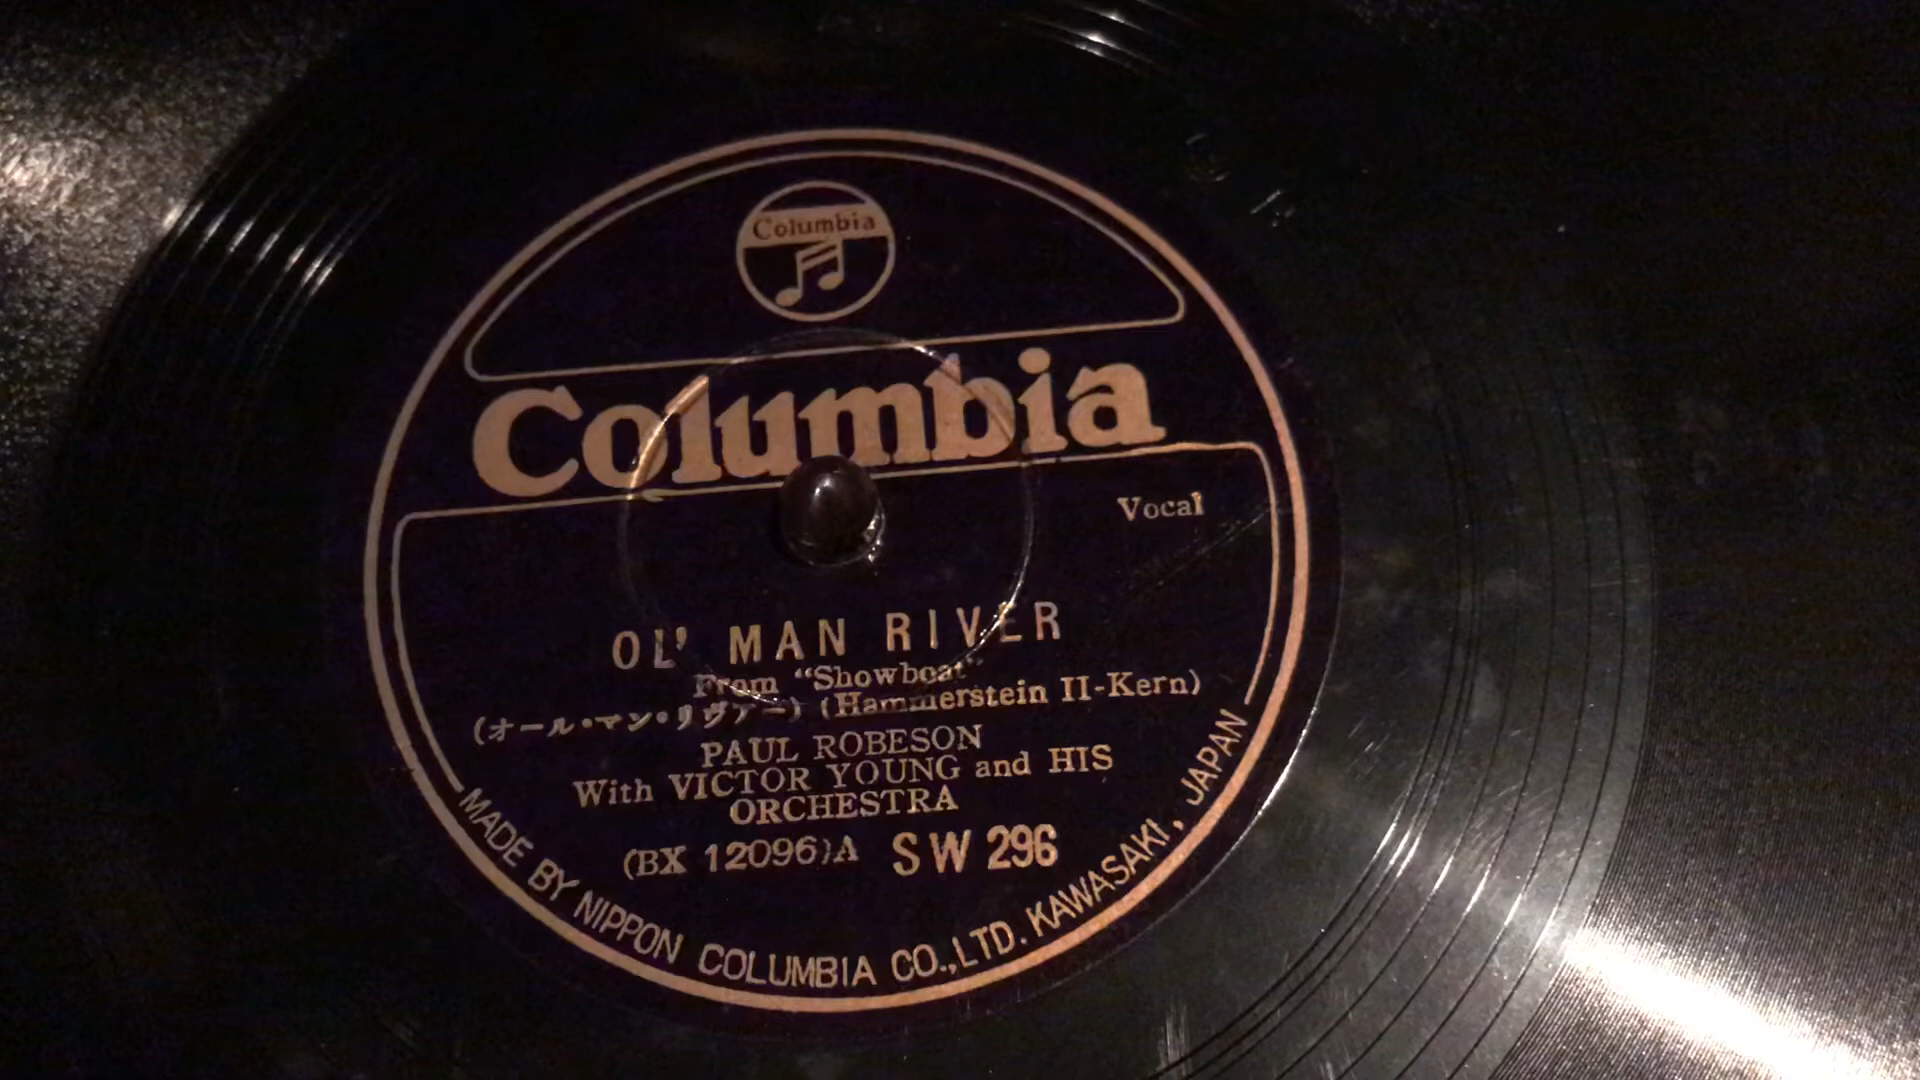 Columbia
Columbia
Vocal
OL' MAN RIVER
From "Showboat"
(オール・マン・リヴァー) (Hammerstein II-Kern)
PAUL ROBESON
With VICTOR YOUNG and HIS
ORCHESTRA
(BX 12096)A SW 296
MADE BY NIPPON COLUMBIA CO.,LTD. KAWASAKI, JAPAN